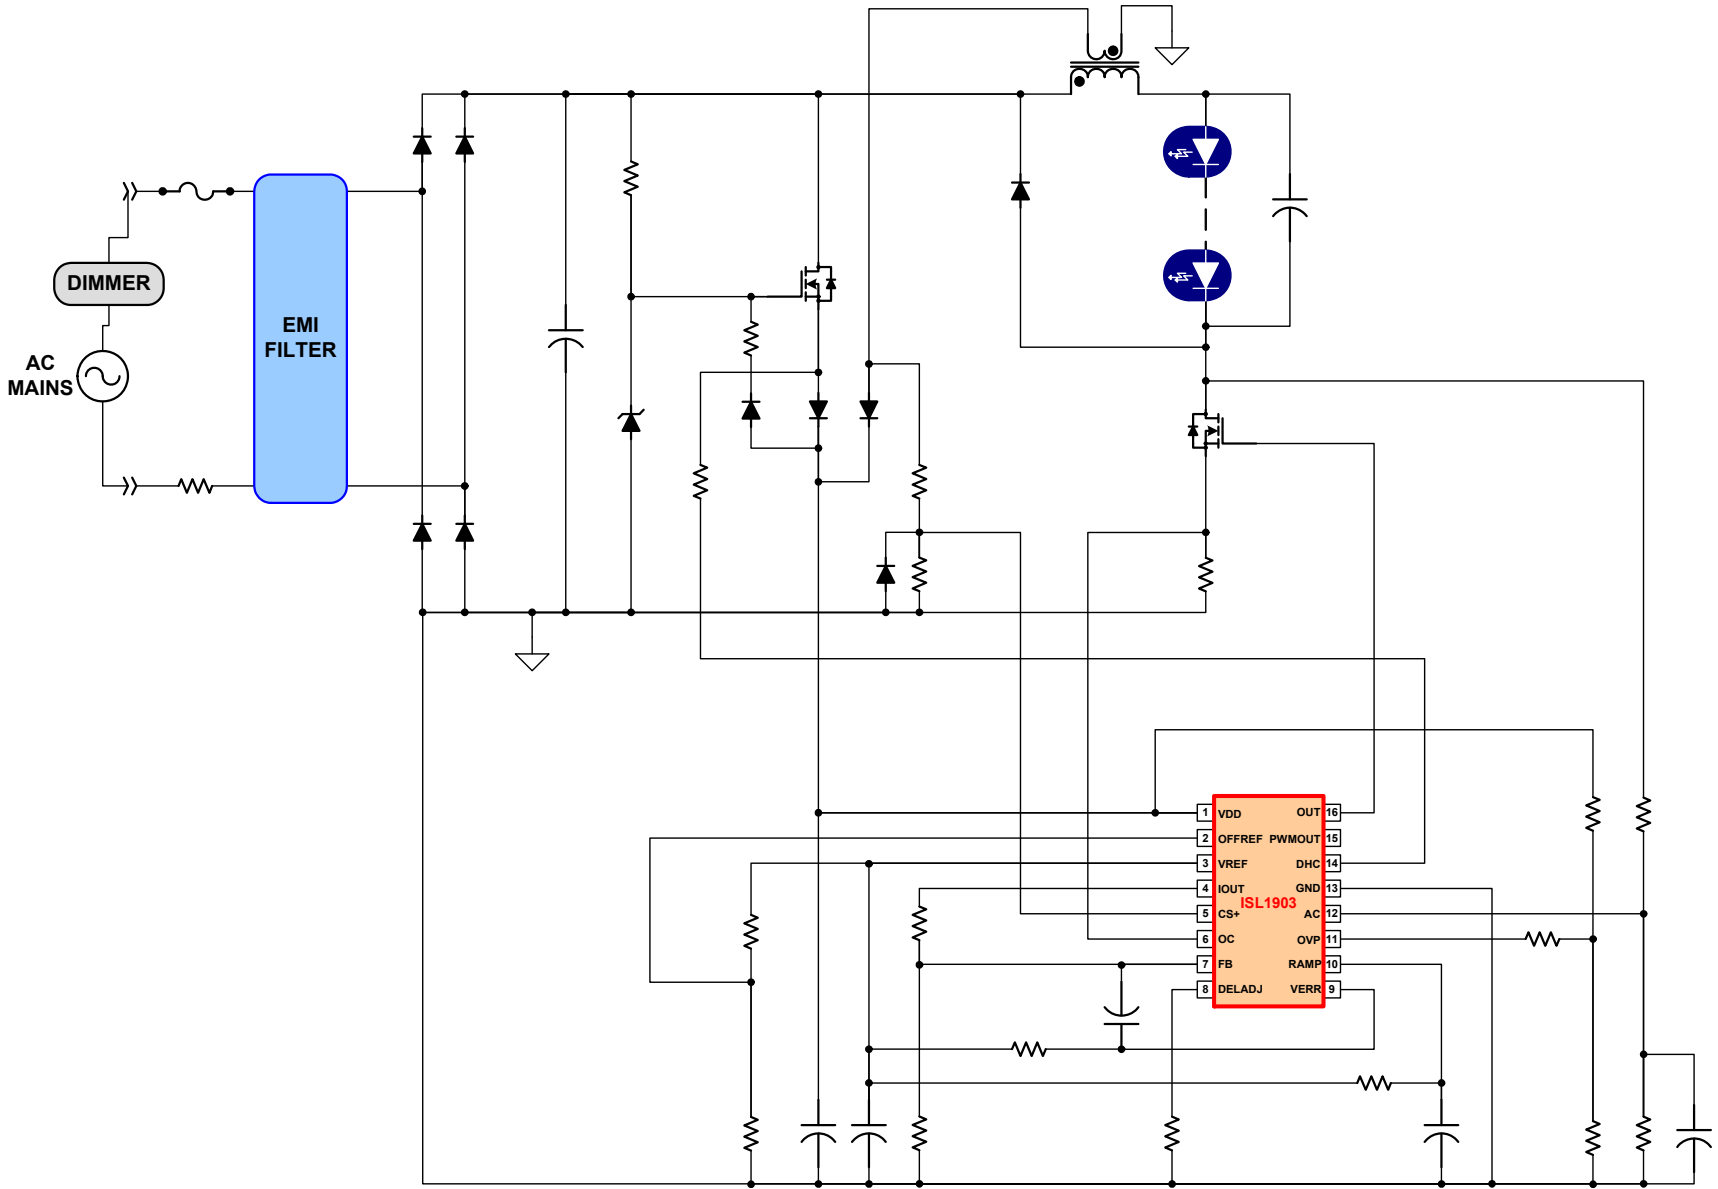 DIMMER
AC
MAINS
EMI
FILTER
1 VDD
2 OFFREF
3 VREF
4 IOUT
5 CS+
6 OC
7 FB
8 DELADJ
ISL1903
OUT 16
PWMOUT 15
DHC 14
GND 13
AC 12
OVP 11
RAMP 10
VERR 9